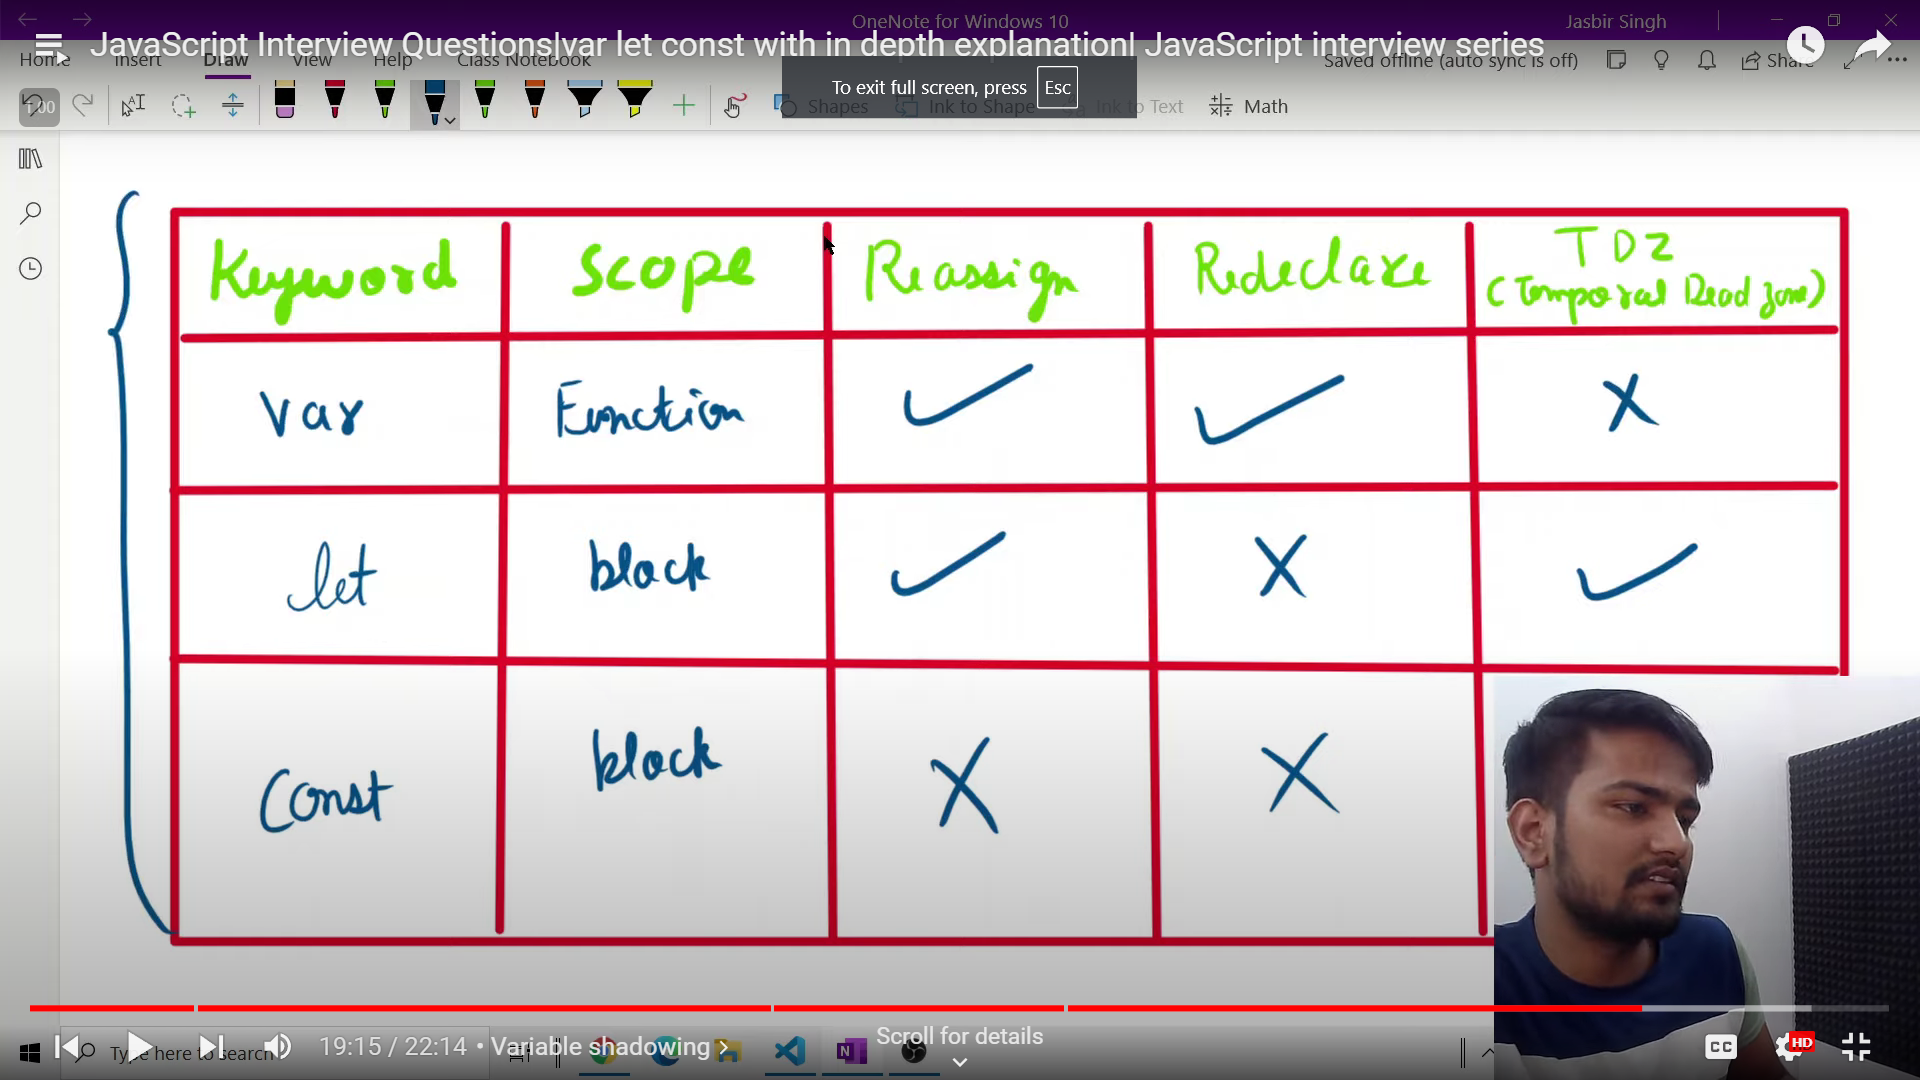 OneNote for Windows 10
Jasbir Singh
JavaScript Interview Questions|var let const with in depth explanation| JavaScript interview series
Home Insert Draw View Help Class Notebook
Saved offline (auto sync is off) Share
To exit full screen, press Esc
Shapes Ink to Shape Ink to Text Math
Keyword Scope Reassign Redeclare TDZ
(Temporal Dead Zone)
var Function ✓ ✓ X
let block ✓ X ✓
Const block X X
19:15 / 22:14 • Variable shadowing
Scroll for details
Type here to search
CC HD